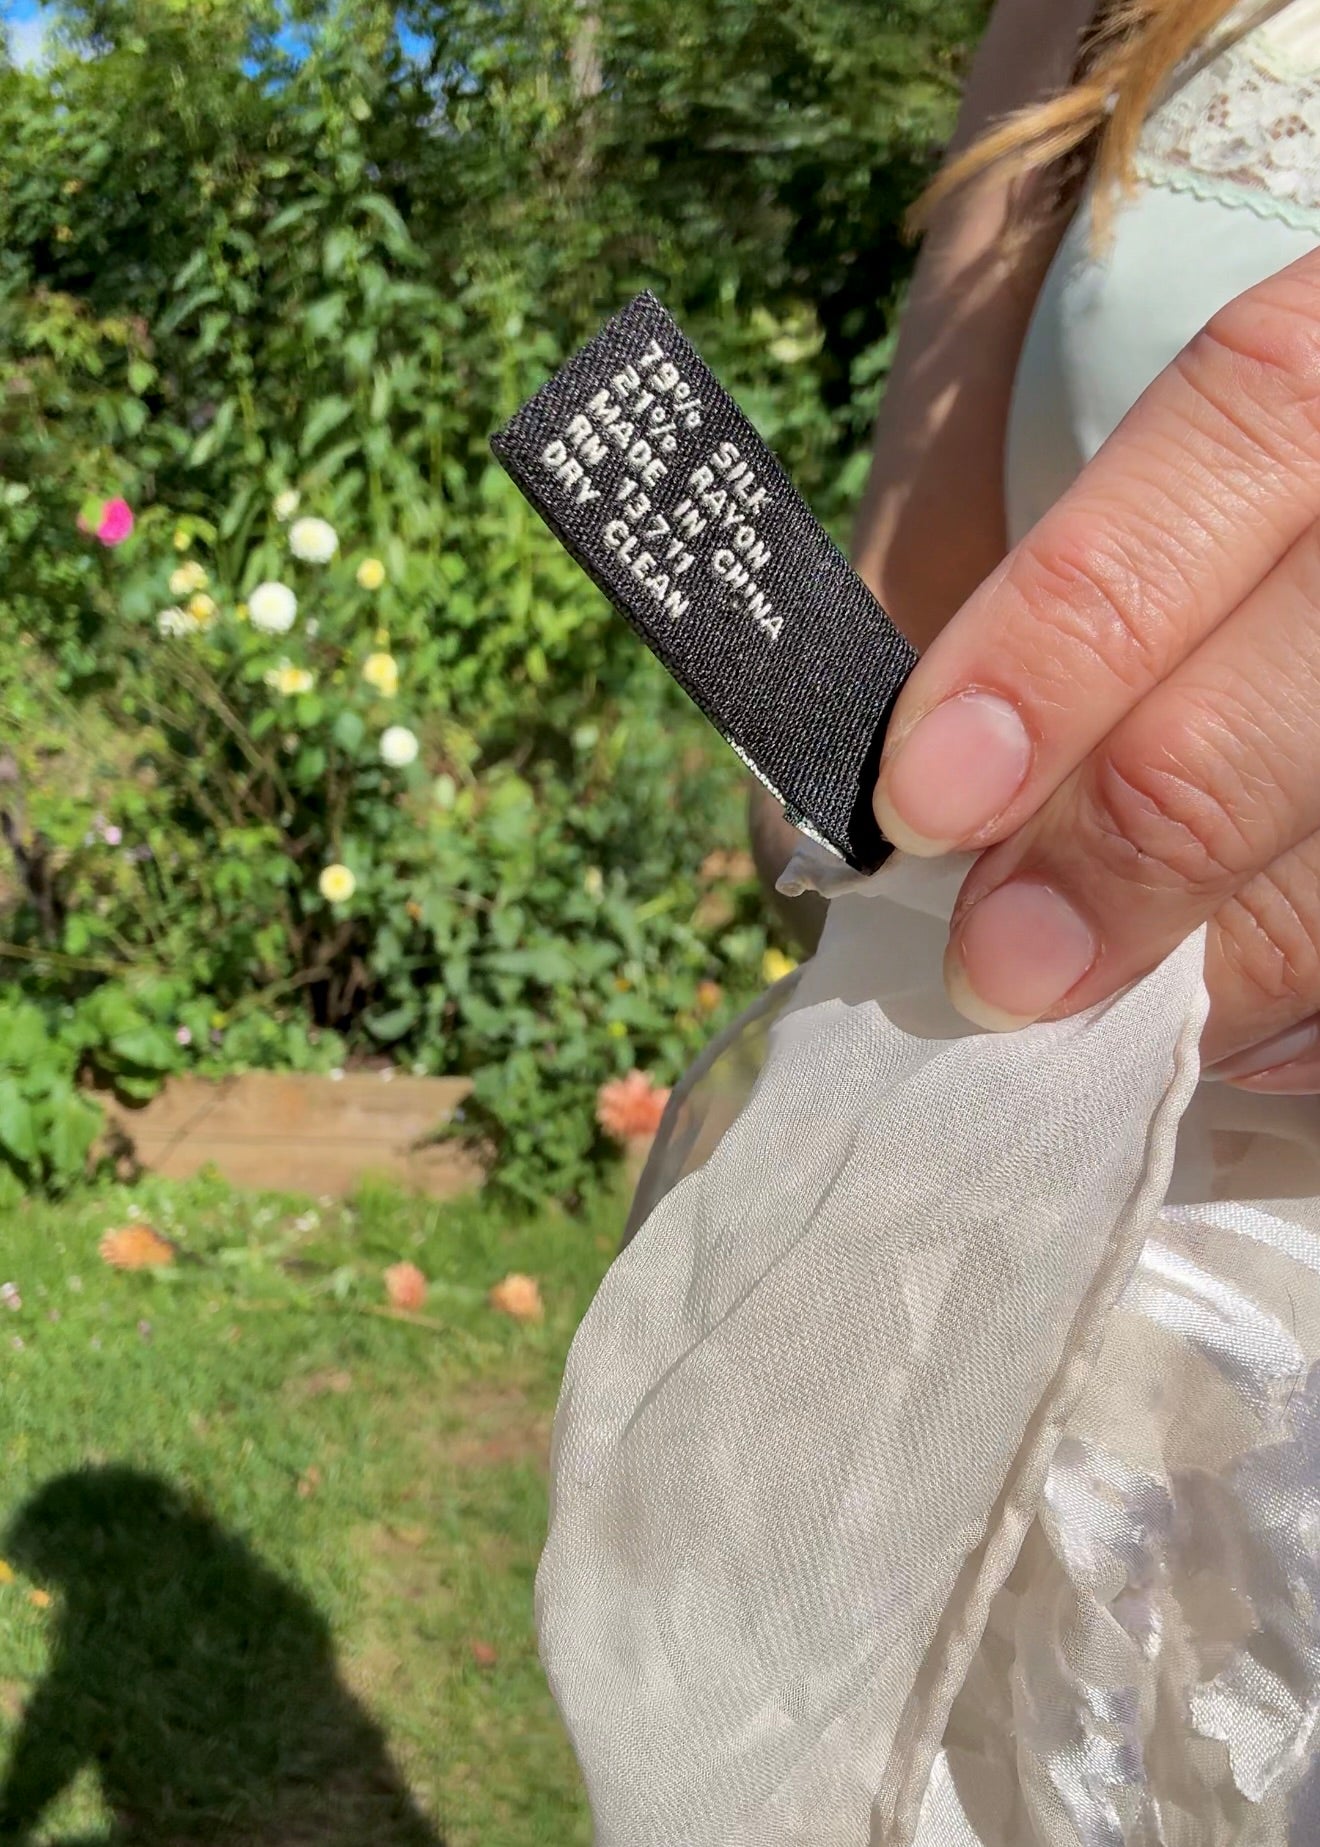 79% SILK
21% RAYON
MADE IN CHINA
RN 13711
DRY CLEAN